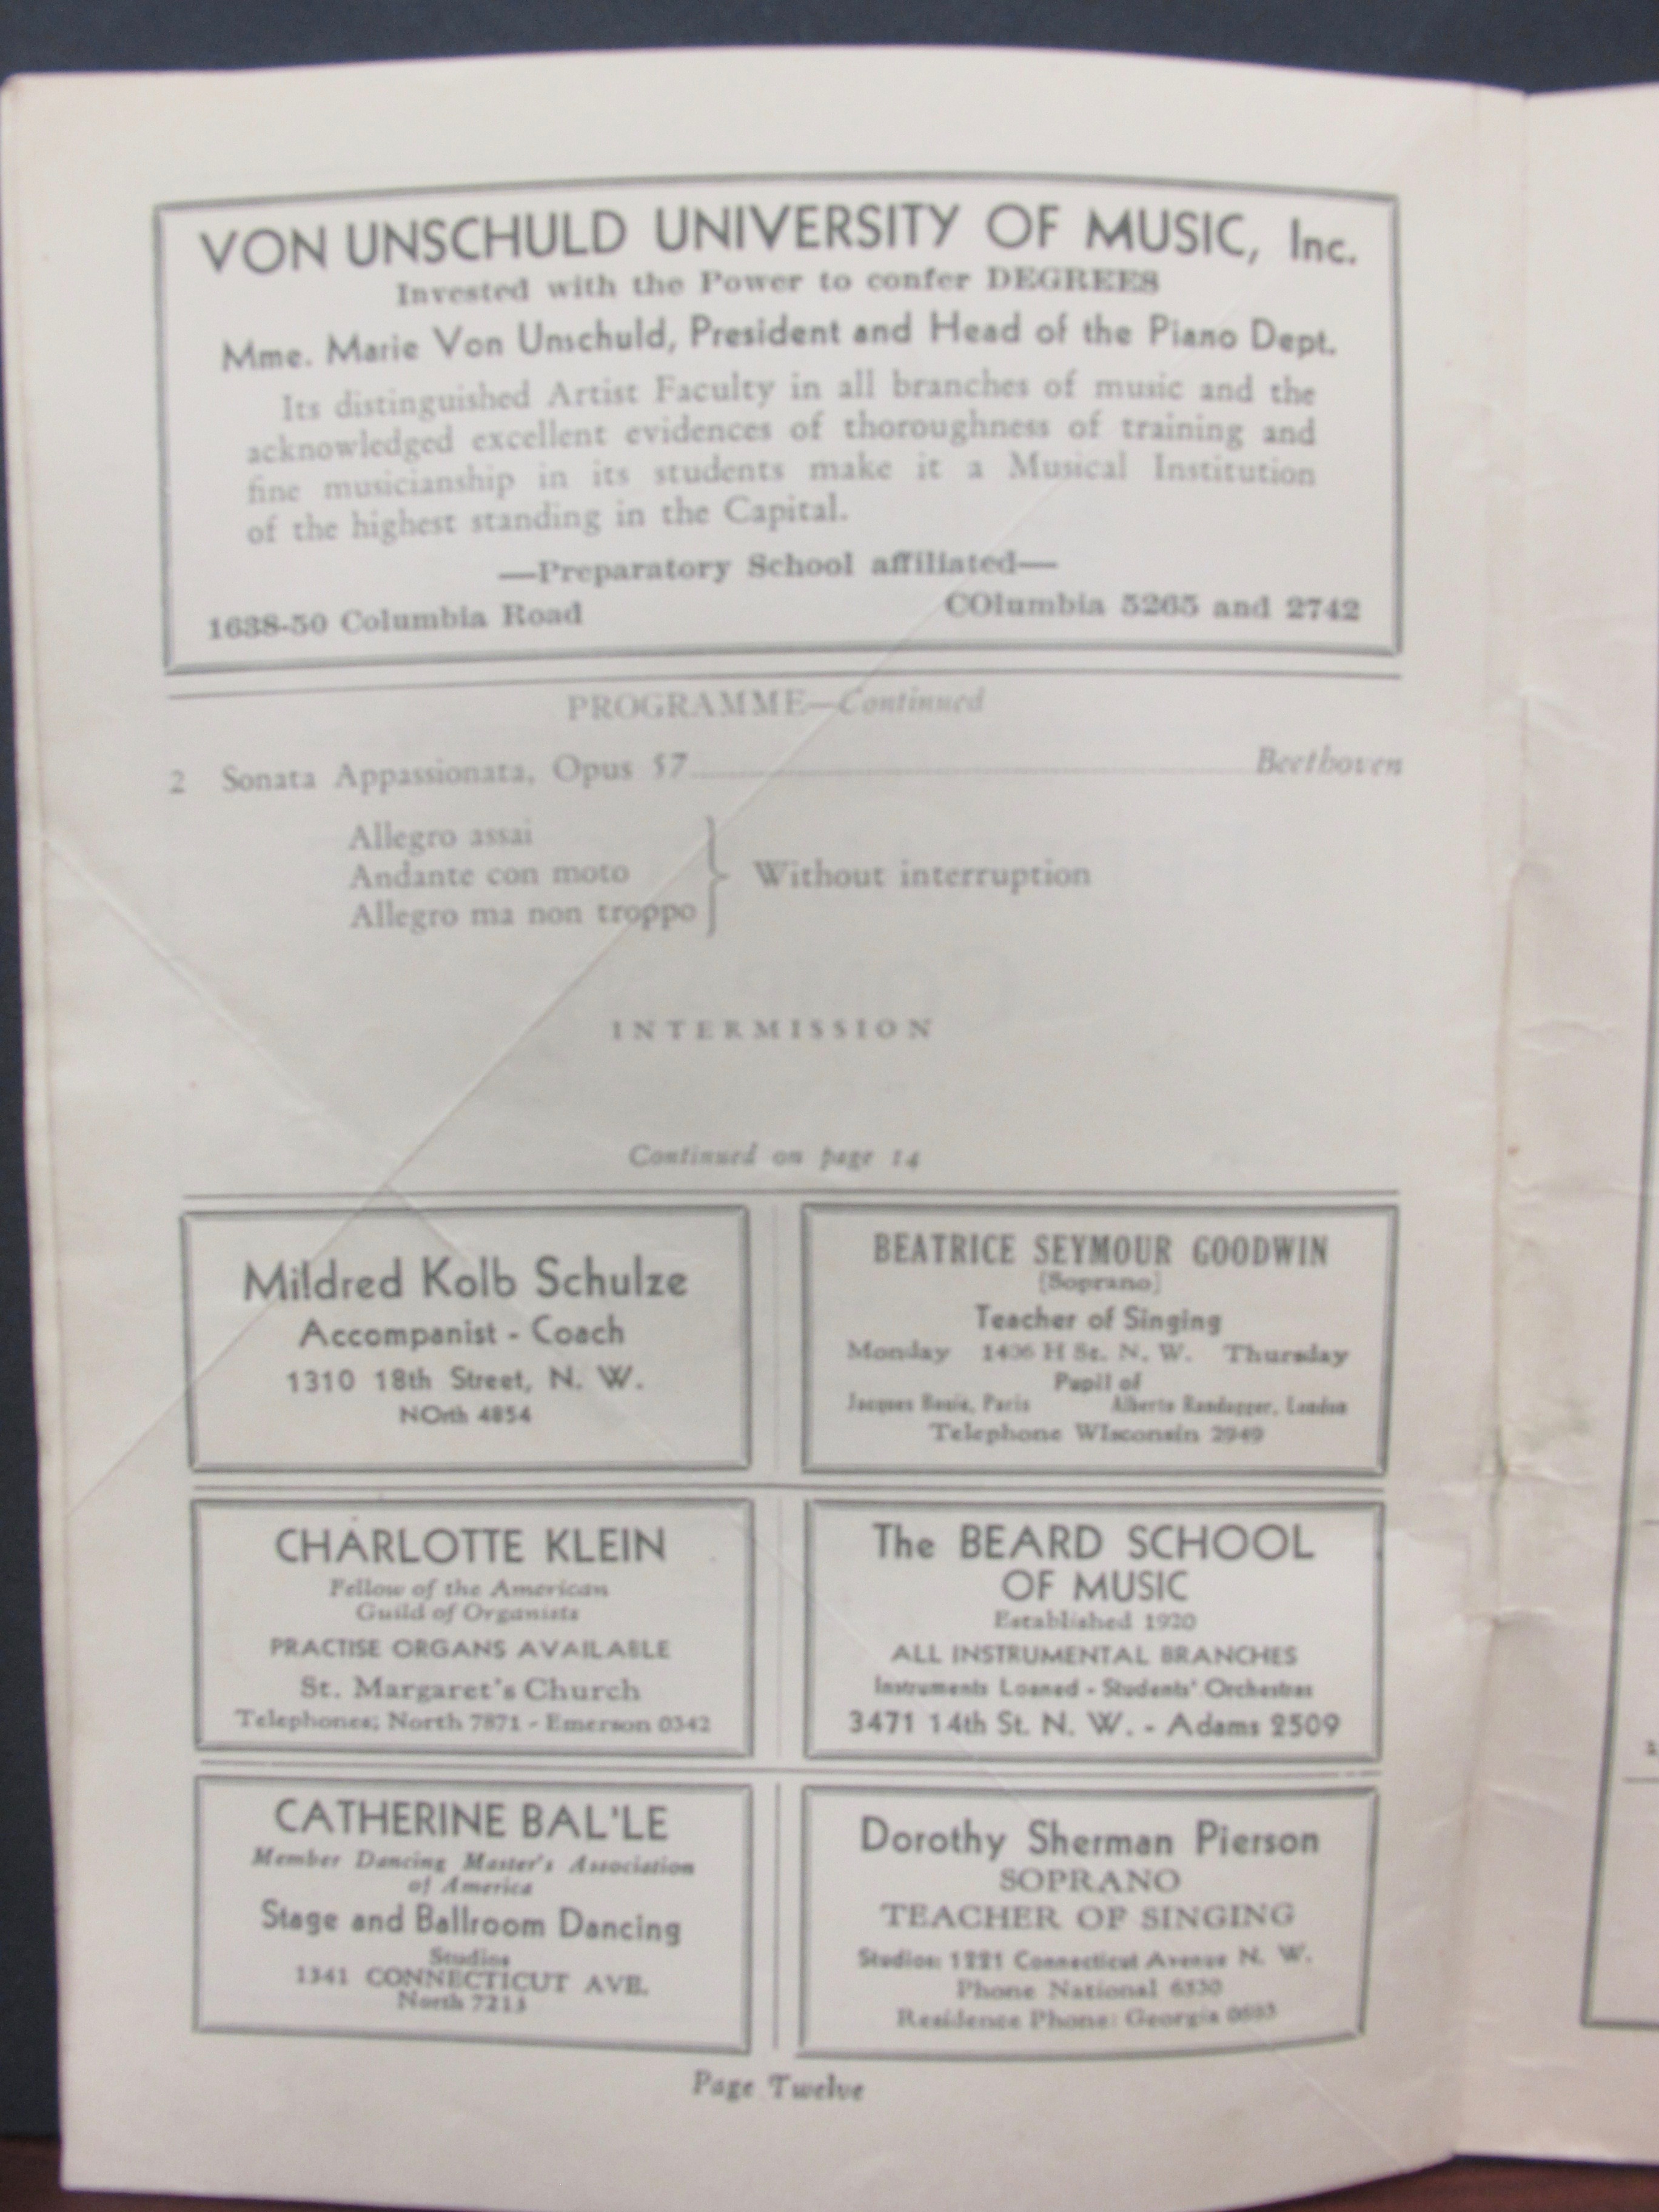 VON UNSCHULD UNIVERSITY OF MUSIC, Inc.
Invested with the Power to confer DEGREES
Mme. Marie Von Unschuld, President and Head of the Piano Dept.
Its distinguished Artist Faculty in all branches of music and the
acknowledged excellent evidences of thoroughness of training and
fine musicianship in its students make it a Musical Institution
of the highest standing in the Capital.
—Preparatory School affiliated—
1638-50 Columbia Road COlumbia 5265 and 2742
PROGRAMME—Continued
2 Sonata Appassionata, Opus 57 Beethoven
Allegro assai
Andante con moto
Allegro ma non troppo
Without interruption
INTERMISSION
Continued on page 14
Mildred Kolb Schulze
Accompanist - Coach
1310 18th Street, N. W.
NOrth 4854
BEATRICE SEYMOUR GOODWIN
[Soprano]
Teacher of Singing
Monday 1406 H St. N. W. Thursday
Pupil of
Jacques Bouie, Paris Alberto Randegger, London
Telephone WIsconsin 2949
CHARLOTTE KLEIN
Fellow of the American
Guild of Organists
PRACTISE ORGANS AVAILABLE
St. Margaret's Church
Telephones; North 7871 - Emerson 0342
The BEARD SCHOOL
OF MUSIC
Established 1920
ALL INSTRUMENTAL BRANCHES
Instruments Loaned - Students' Orchestras
3471 14th St. N. W. - Adams 2509
CATHERINE BAL'LE
Member Dancing Master's Association
of America
Stage and Ballroom Dancing
Studios
1341 CONNECTICUT AVE.
North 7213
Dorothy Sherman Pierson
SOPRANO
TEACHER OF SINGING
Studios: 1221 Connecticut Avenue N. W.
Phone National 6530
Residence Phone: Georgia
Page Twelve